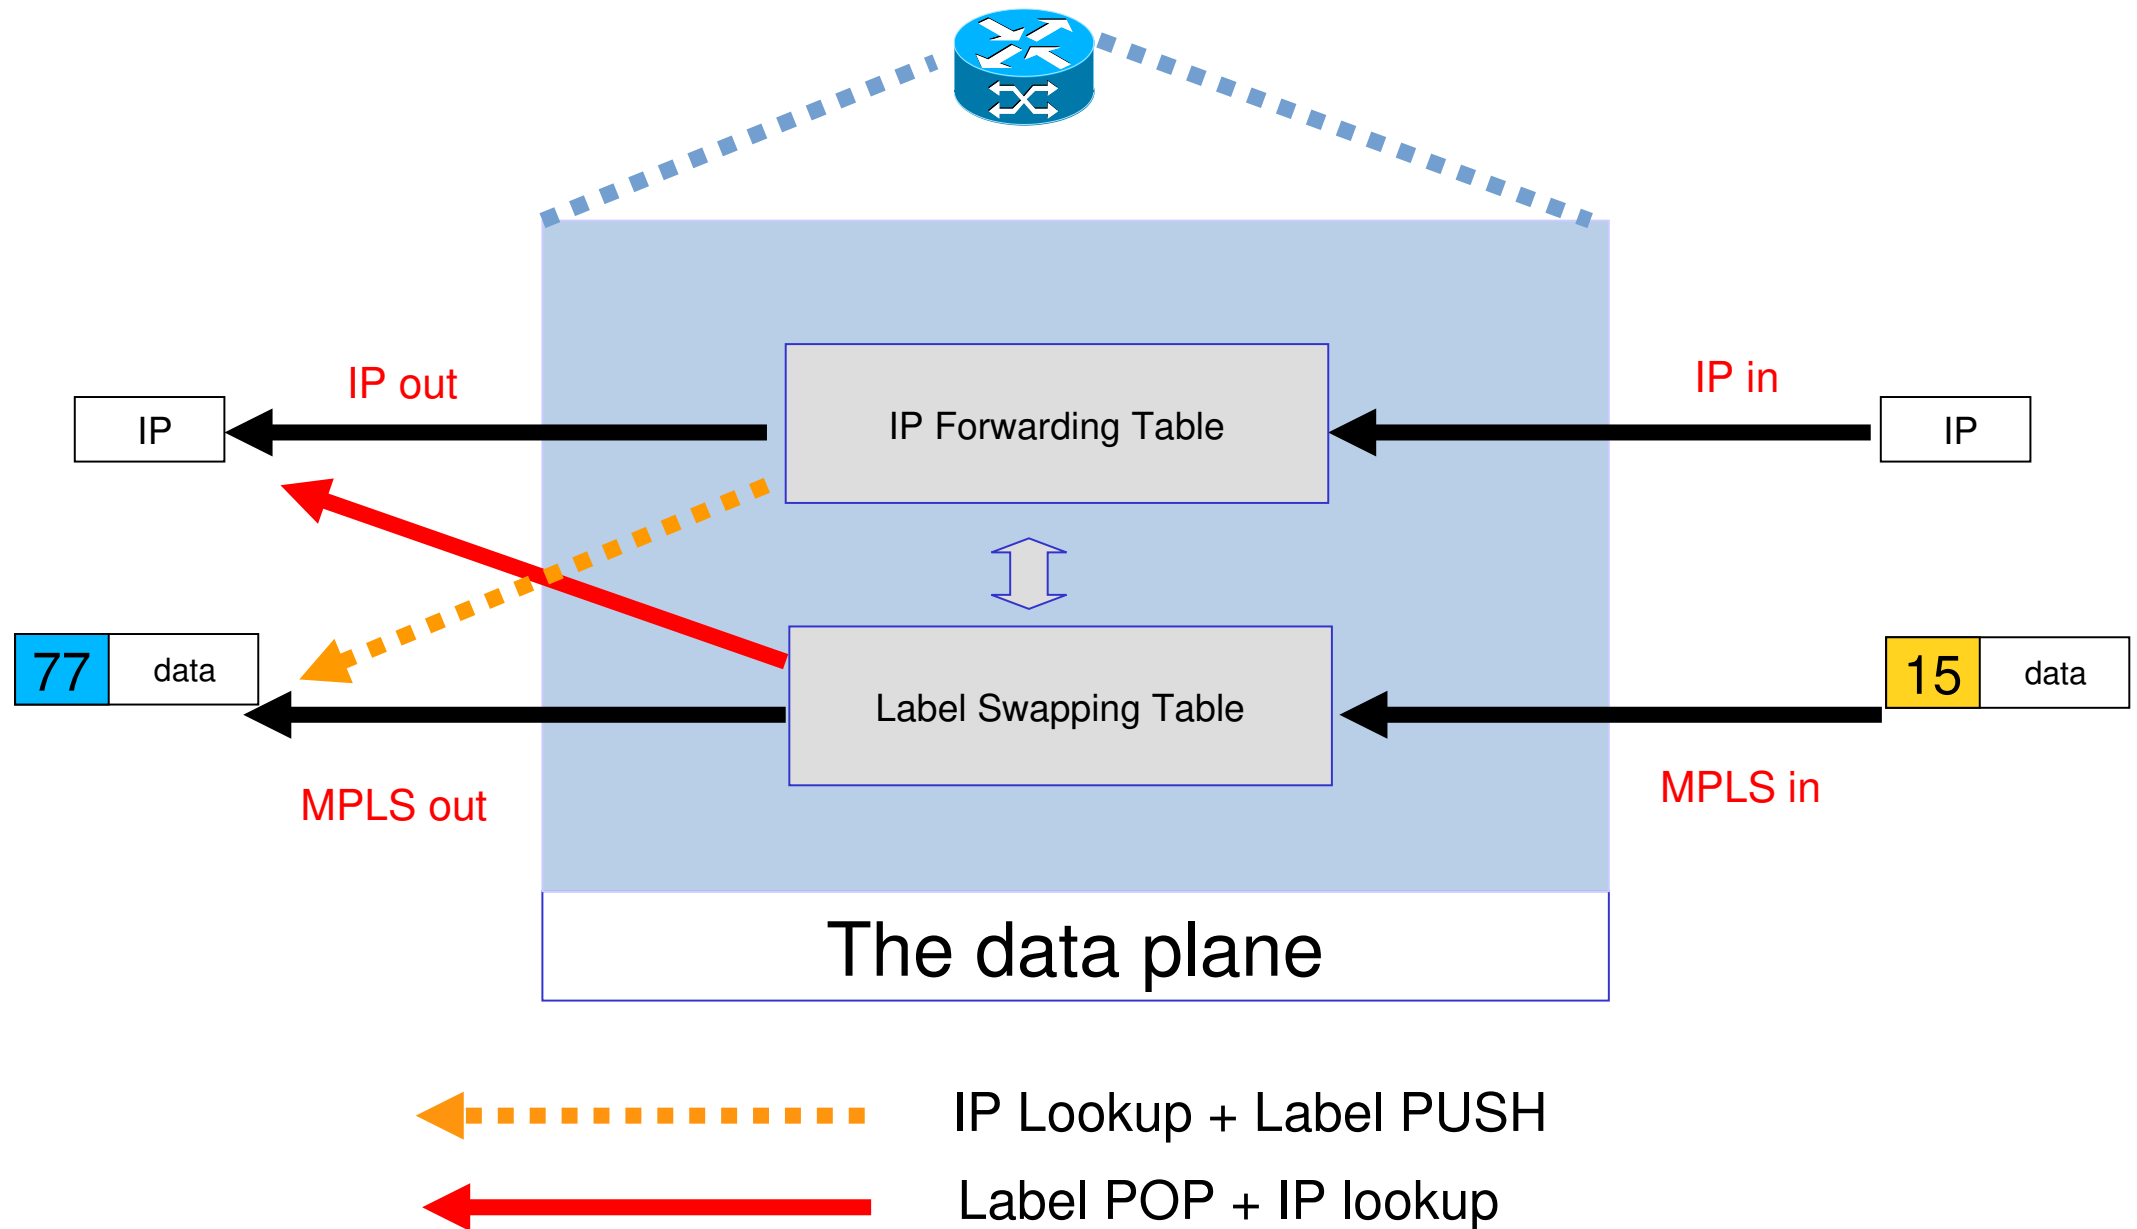 IP out
IP in
IP
IP Forwarding Table
IP
77 data
Label Swapping Table
15 data
MPLS out
MPLS in
The data plane
IP Lookup + Label PUSH
Label POP + IP lookup